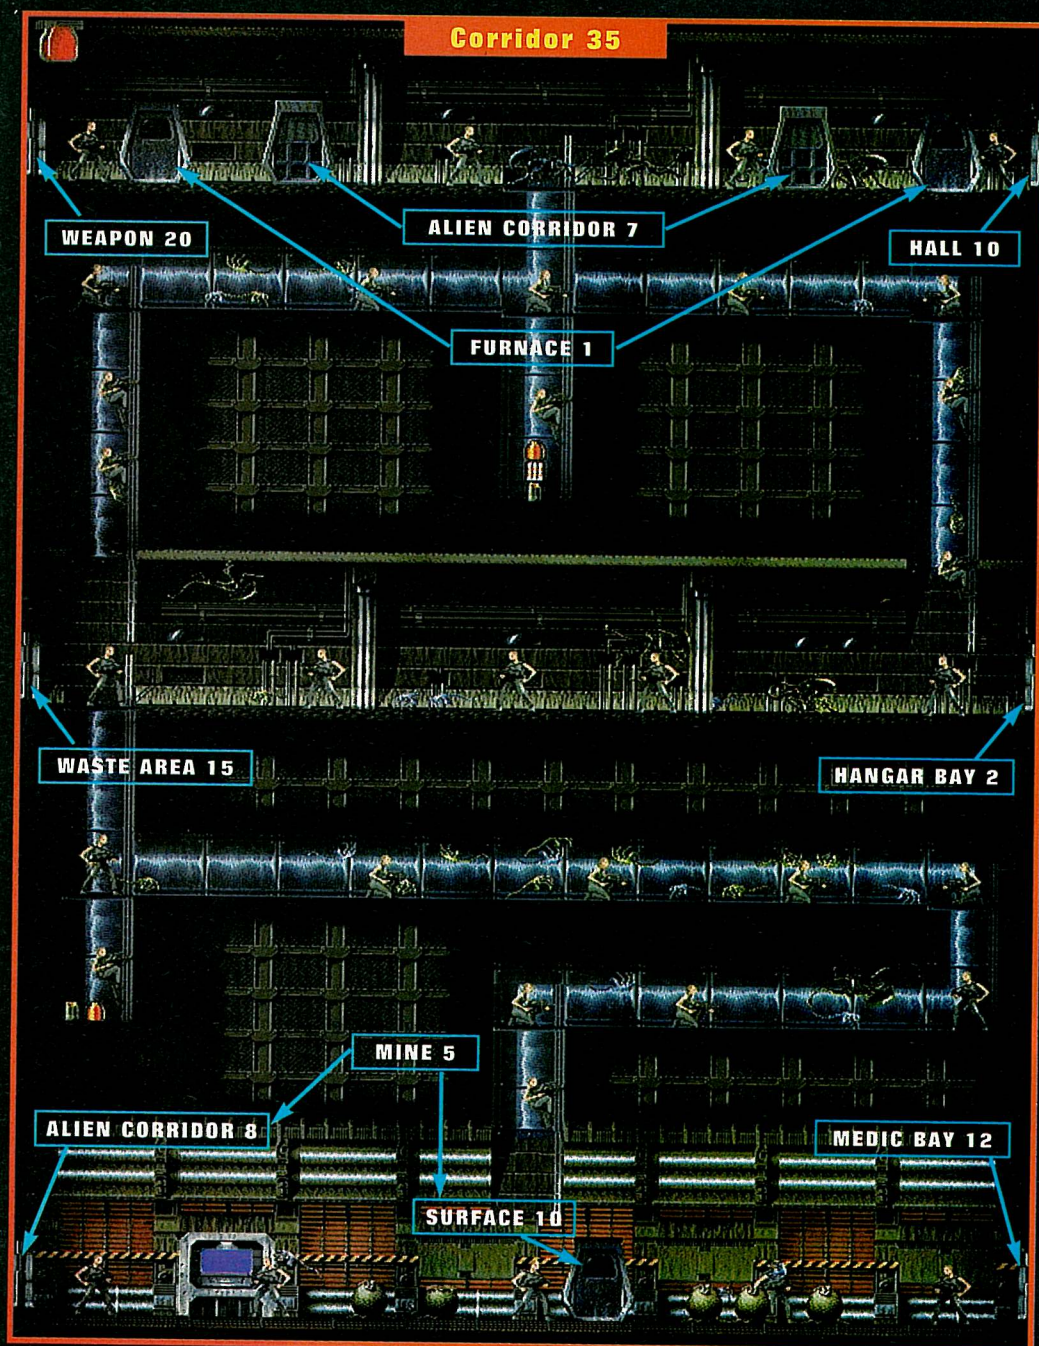 Corridor 35
WEAPON 20
ALIEN CORRIDOR 7
HALL 10
FURNACE 1
WASTE AREA 15
HANGAR BAY 2
MINE 5
ALIEN CORRIDOR 8
MEDIC BAY 12
SURFACE 10